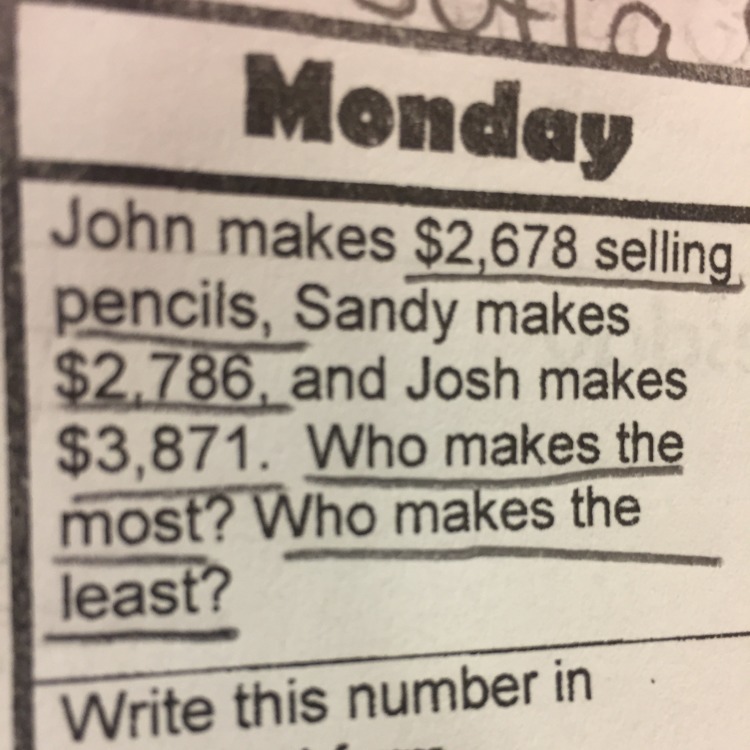 Monday
John makes $2,678 selling
pencils, Sandy makes
$2,786, and Josh makes
$3,871. Who makes the
most? Who makes the
least?
Write this number in